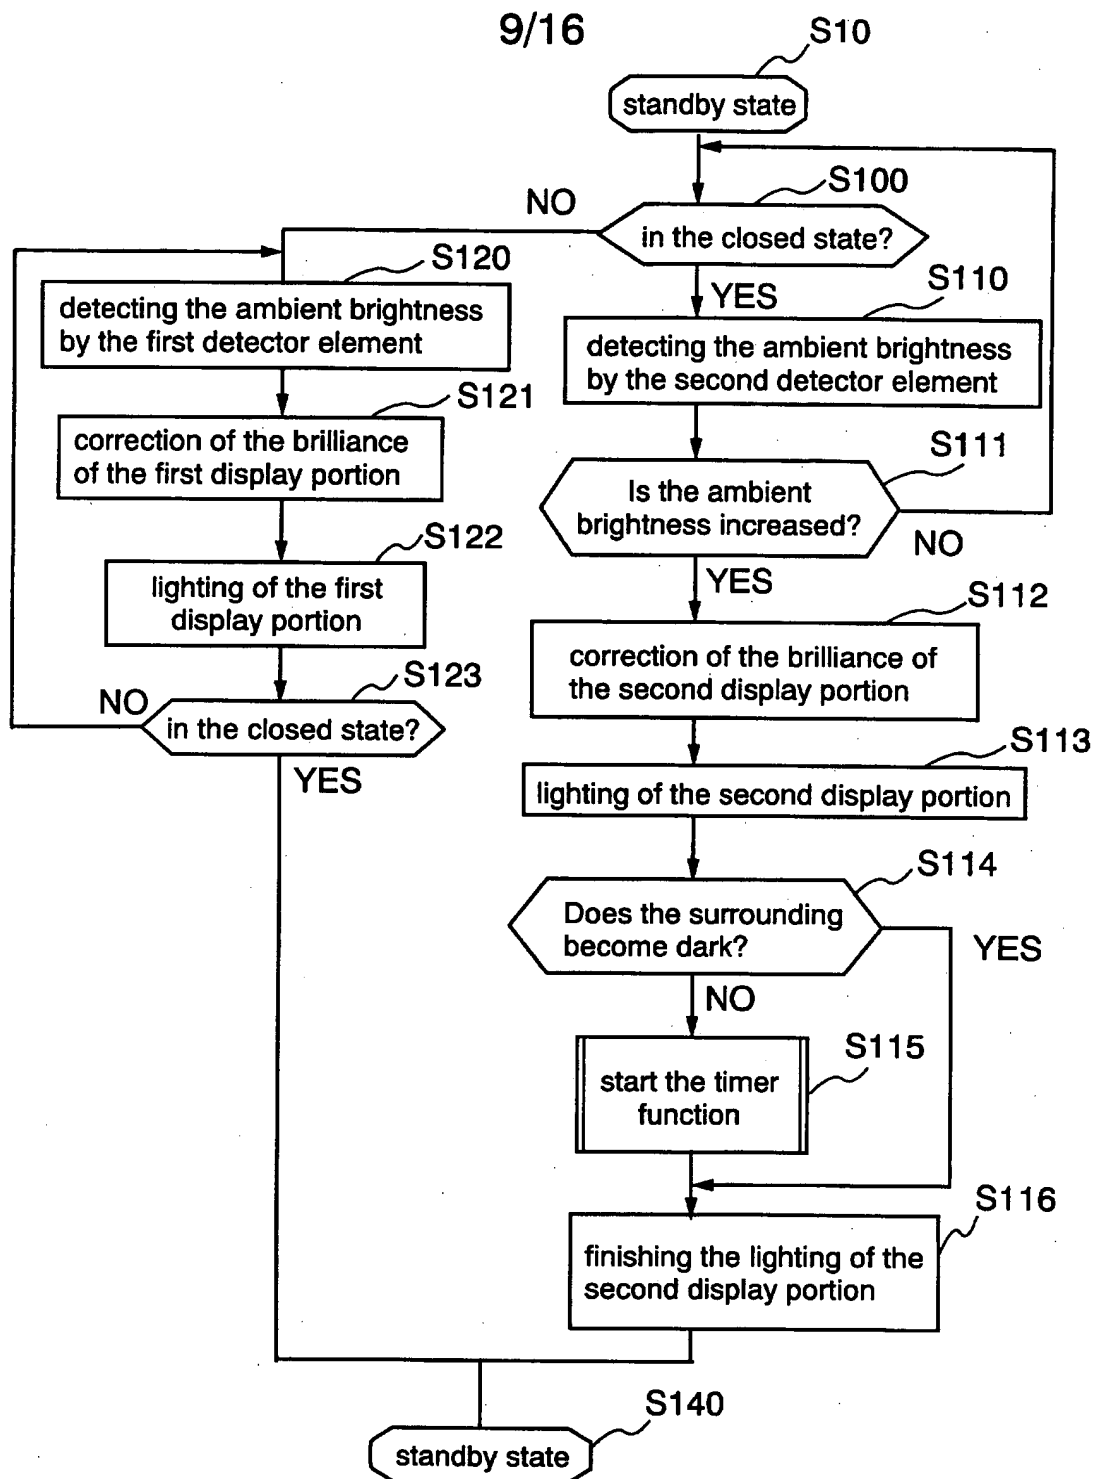 9/16
S10
standby state
S100
NO
in the closed state?
S120
S110
YES
detecting the ambient brightness
by the first detector element
detecting the ambient brightness
by the second detector element
S121
correction of the brilliance
of the first display portion
S111
Is the ambient
brightness increased?
NO
S122
YES
lighting of the first
display portion
S112
correction of the brilliance of
the second display portion
S123
NO
in the closed state?
YES
S113
lighting of the second display portion
S114
Does the surrounding
become dark?
YES
NO
S115
start the timer
function
S116
finishing the lighting of the
second display portion
S140
standby state